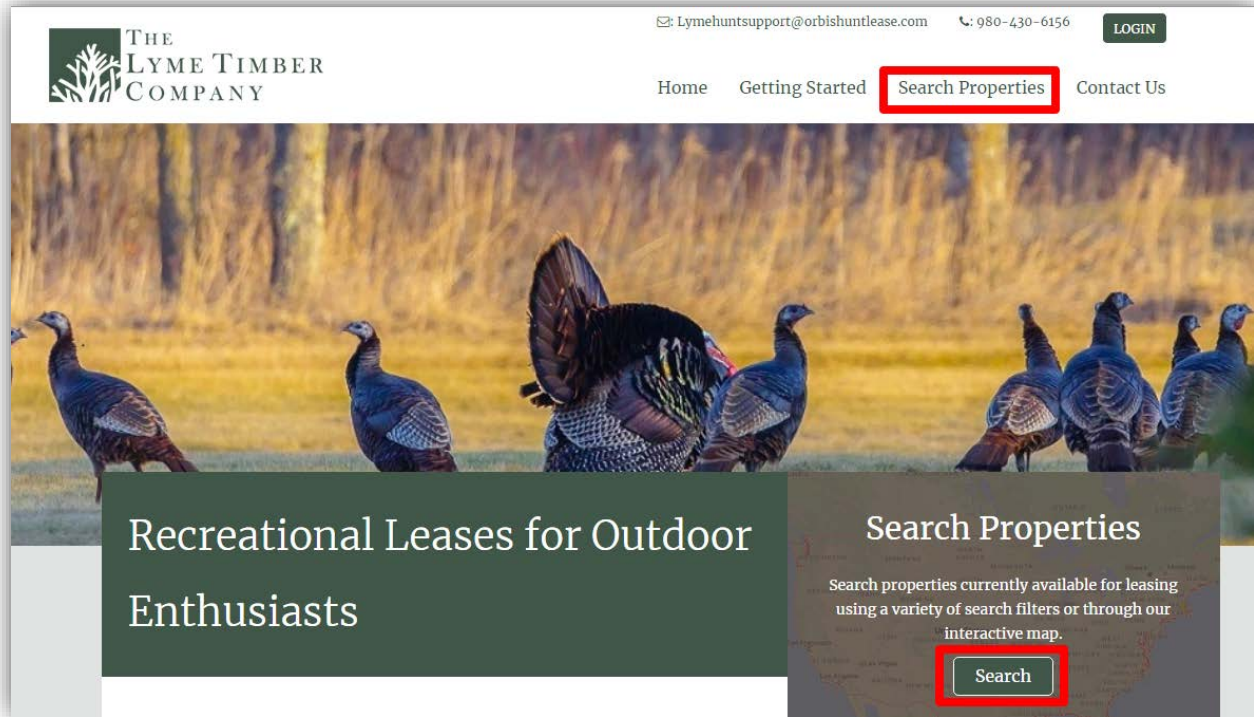 THE
LYME TIMBER
COMPANY
: Lymehuntsupport@orbishuntlease.com
: 980-430-6156
LOGIN
Home
Getting Started
Search Properties
Contact Us
Recreational Leases for Outdoor
Enthusiasts
Search Properties
Search properties currently available for leasing
using a variety of search filters or through our
interactive map.
Search